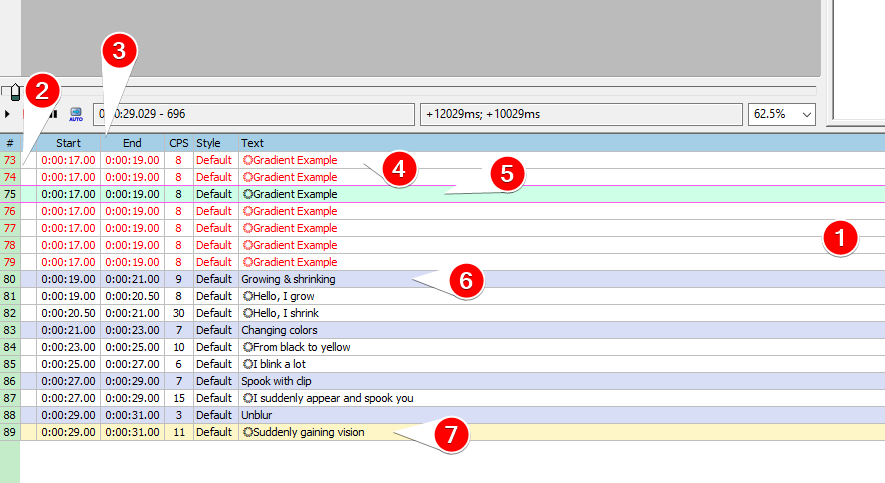 3
2
AUTO
0:00:29.029 - 696
+12029ms; +10029ms
62.5%
# Start End CPS Style Text
73 0:00:17.00 0:00:19.00 8 Default Gradient Example
4
74 0:00:17.00 0:00:19.00 8 Default Gradient Example
5
75 0:00:17.00 0:00:19.00 8 Default Gradient Example
76 0:00:17.00 0:00:19.00 8 Default Gradient Example
77 0:00:17.00 0:00:19.00 8 Default Gradient Example
1
78 0:00:17.00 0:00:19.00 8 Default Gradient Example
79 0:00:17.00 0:00:19.00 8 Default Gradient Example
80 0:00:19.00 0:00:21.00 9 Default Growing & shrinking
6
81 0:00:19.00 0:00:20.50 8 Default Hello, I grow
82 0:00:20.50 0:00:21.00 30 Default Hello, I shrink
83 0:00:21.00 0:00:23.00 7 Default Changing colors
84 0:00:23.00 0:00:25.00 10 Default From black to yellow
85 0:00:25.00 0:00:27.00 6 Default I blink a lot
86 0:00:27.00 0:00:29.00 7 Default Spook with clip
87 0:00:27.00 0:00:29.00 15 Default I suddenly appear and spook you
88 0:00:29.00 0:00:31.00 3 Default Unblur
89 0:00:29.00 0:00:31.00 11 Default Suddenly gaining vision
7